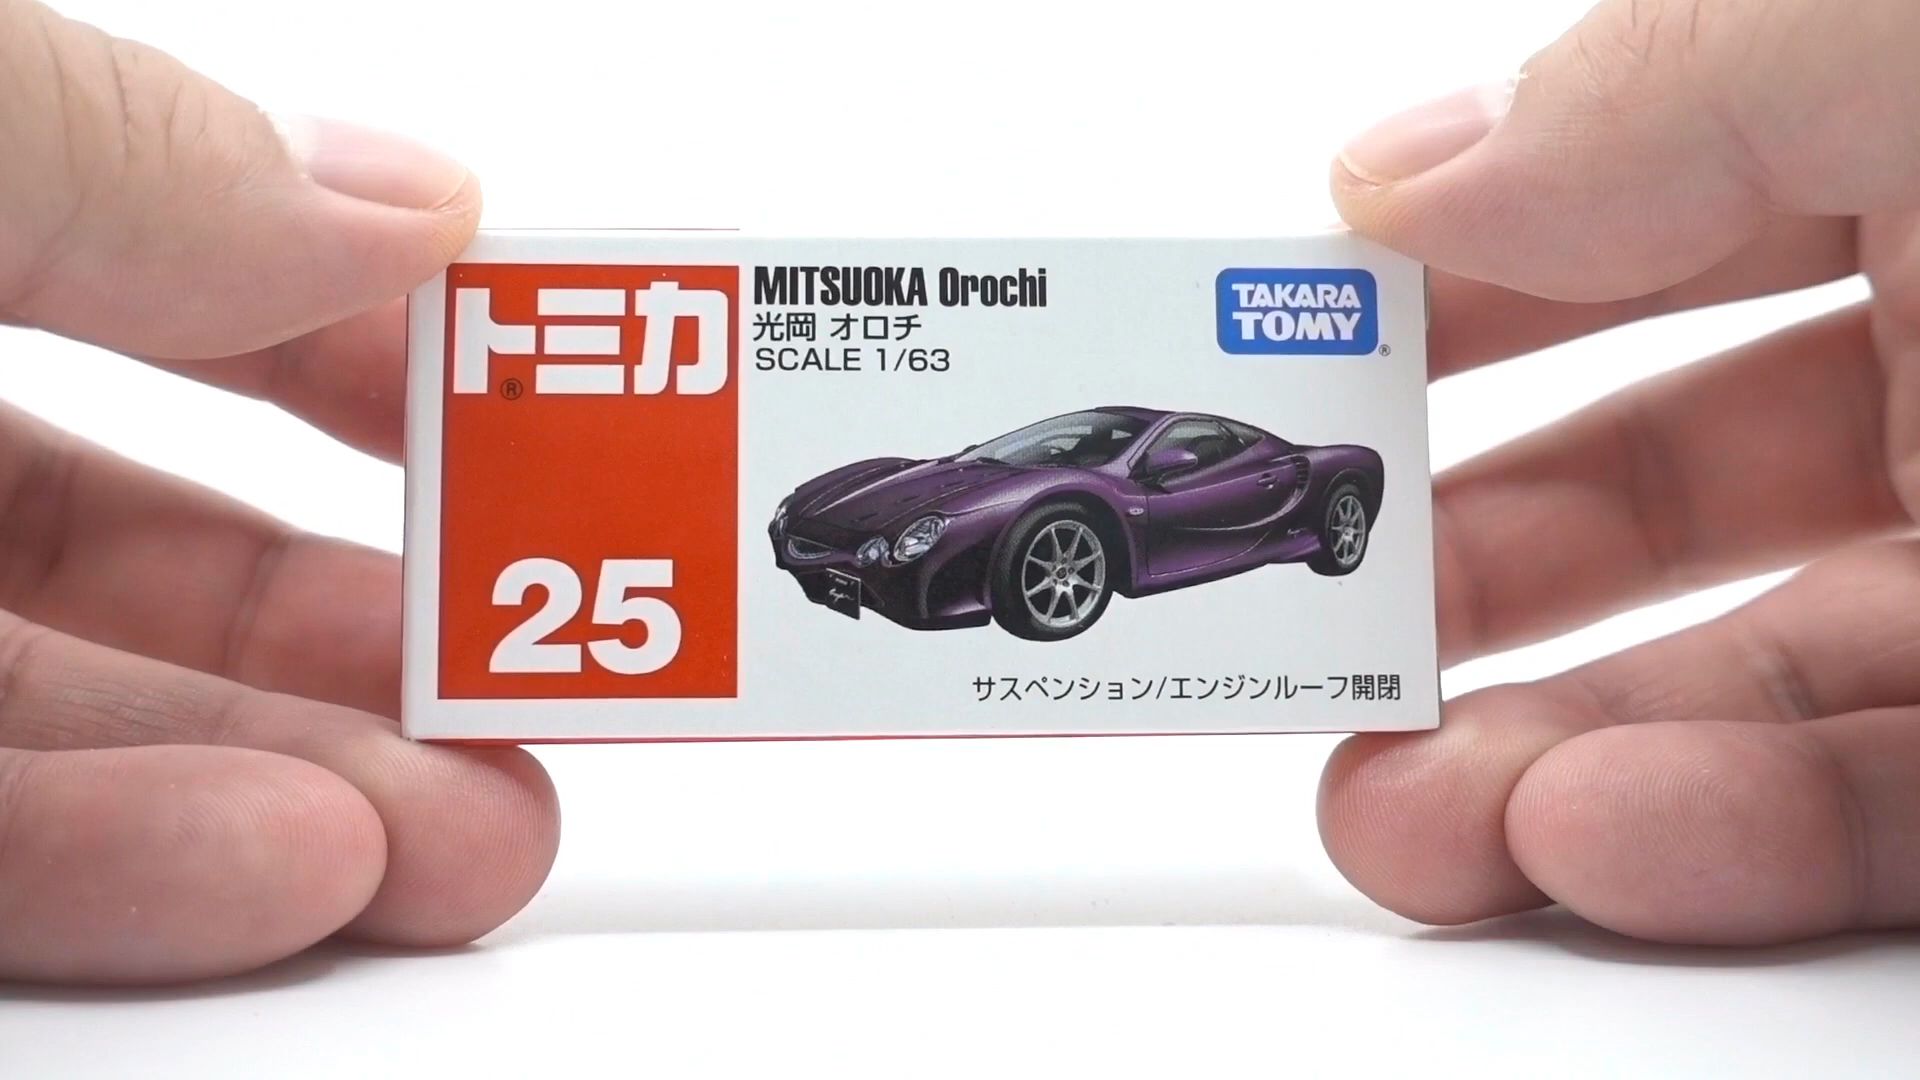 トミカ
®
25
MITSUOKA Orochi
光岡 オロチ
SCALE 1/63
TAKARA
TOMY
®
サスペンション/エンジンルーフ開閉